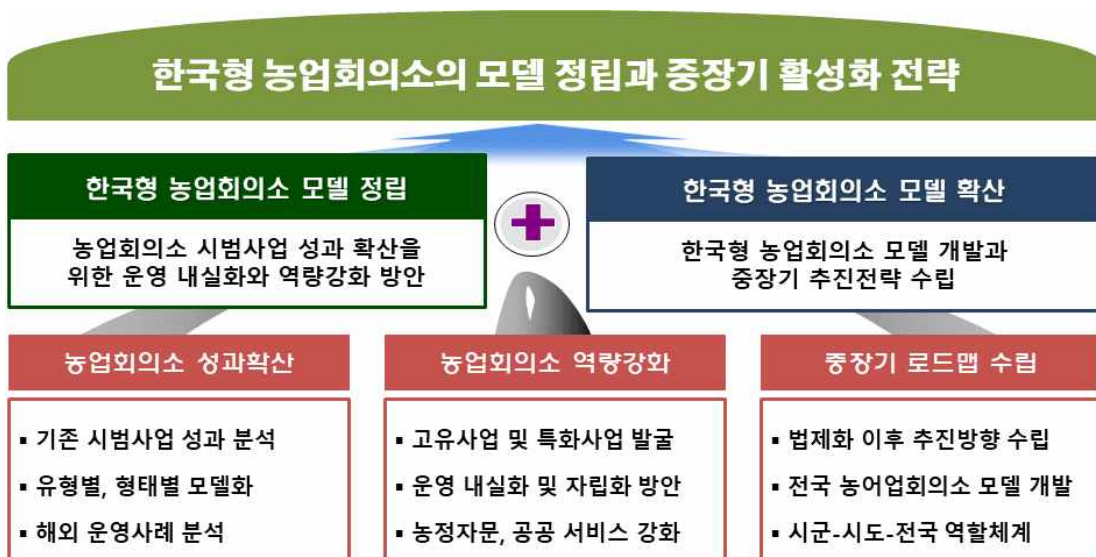 한국형 농업회의소의 모델 정립과 중장기 활성화 전략
한국형 농업회의소 모델 정립
농업회의소 시범사업 성과 확산을
위한 운영 내실화와 역량강화 방안
한국형 농업회의소 모델 확산
한국형 농업회의소 모델 개발과
중장기 추진전략 수립
농업회의소 성과확산
▪ 기존 시범사업 성과 분석
▪ 유형별, 형태별 모델화
▪ 해외 운영사례 분석
농업회의소 역량강화
▪ 고유사업 및 특화사업 발굴
▪ 운영 내실화 및 자립화 방안
▪ 농정자문, 공공 서비스 강화
중장기 로드맵 수립
▪ 법제화 이후 추진방향 수립
▪ 전국 농어업회의소 모델 개발
▪ 시군-시도-전국 역할체계